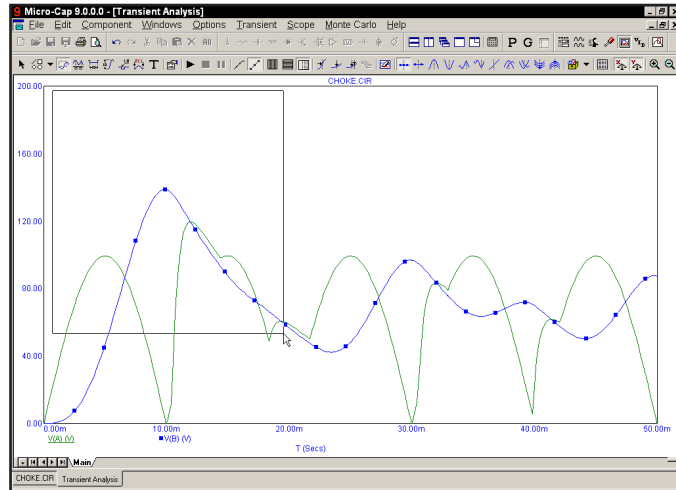 9 Micro-Cap 9.0.0.0 - [Transient Analysis]
File Edit Component Windows Options Transient Scope Monte Carlo Help
CHOKE.CIR
200.00
160.00
120.00
80.00
40.00
0.00
0.00m 10.00m 20.00m 30.00m 40.00m 50.00m
V(A) (V) V(B) (V)
T (Secs)
Main
CHOKE.CIR Transient Analysis